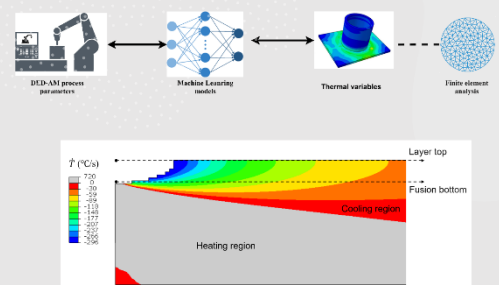 DED-AM process
parameters
Machine Learning
models
Thermal variables
Finite element
analysis
Ṫ (°C/s)
720
0
-30
-59
-89
-118
-148
-177
-207
-237
-266
-296
Layer top
Fusion bottom
Cooling region
Heating region